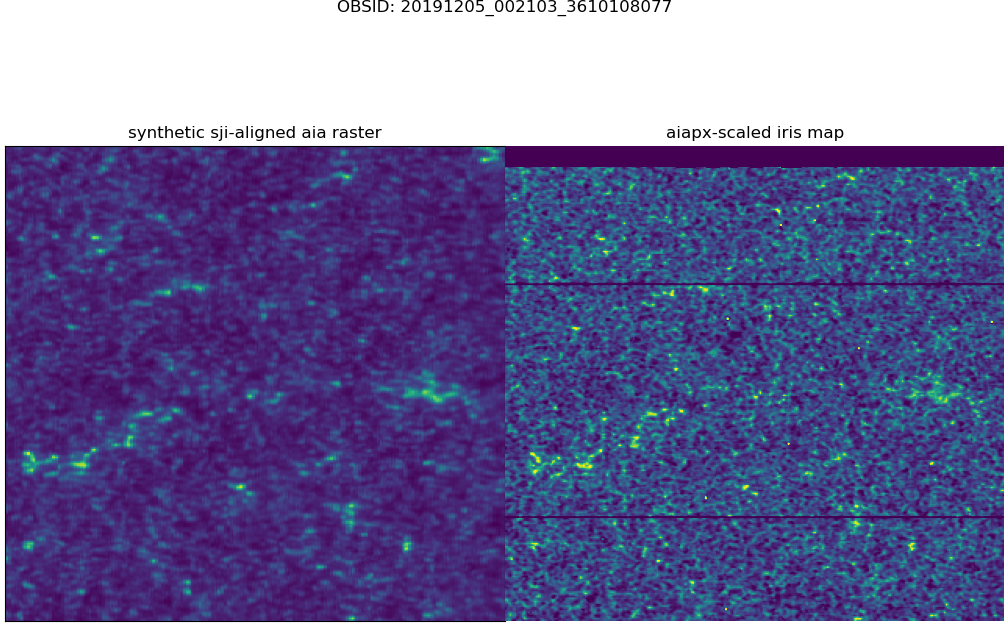 OBSID: 20191205_002103_3610108077
synthetic sji-aligned aia raster
aiapx-scaled iris map